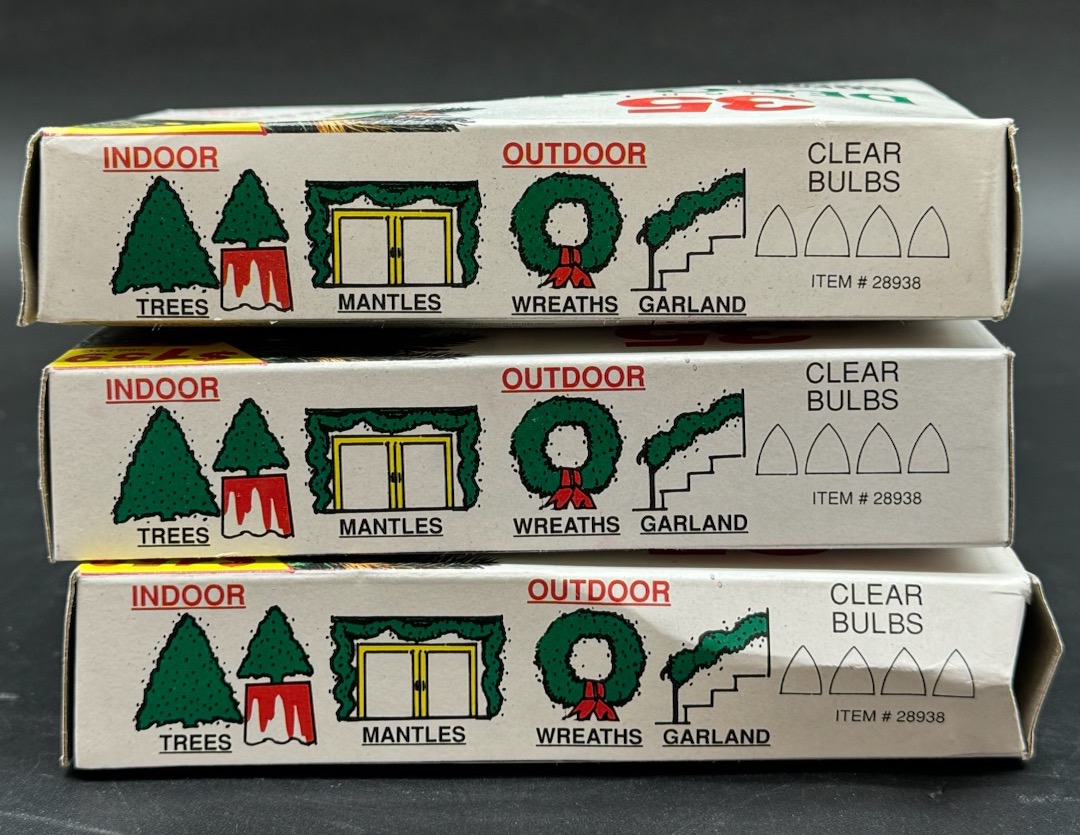 35
INDOOR
OUTDOOR
CLEAR
BULBS
ITEM # 28938
TREES
MANTLES
WREATHS
GARLAND
INDOOR
OUTDOOR
CLEAR
BULBS
ITEM # 28938
TREES
MANTLES
WREATHS
GARLAND
INDOOR
OUTDOOR
CLEAR
BULBS
ITEM # 28938
TREES
MANTLES
WREATHS
GARLAND